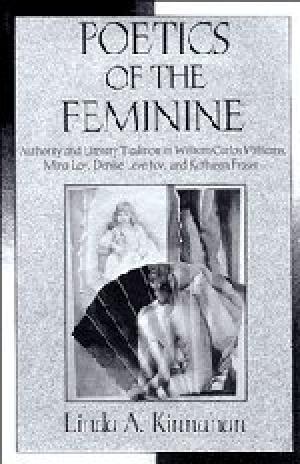 POETICS
OF THE
FEMININE
Authority and Literary Tradition in William Carlos Williams,
Mina Loy, Denise Levertov, and Kathleen Fraser
Linda A. Kinnahan